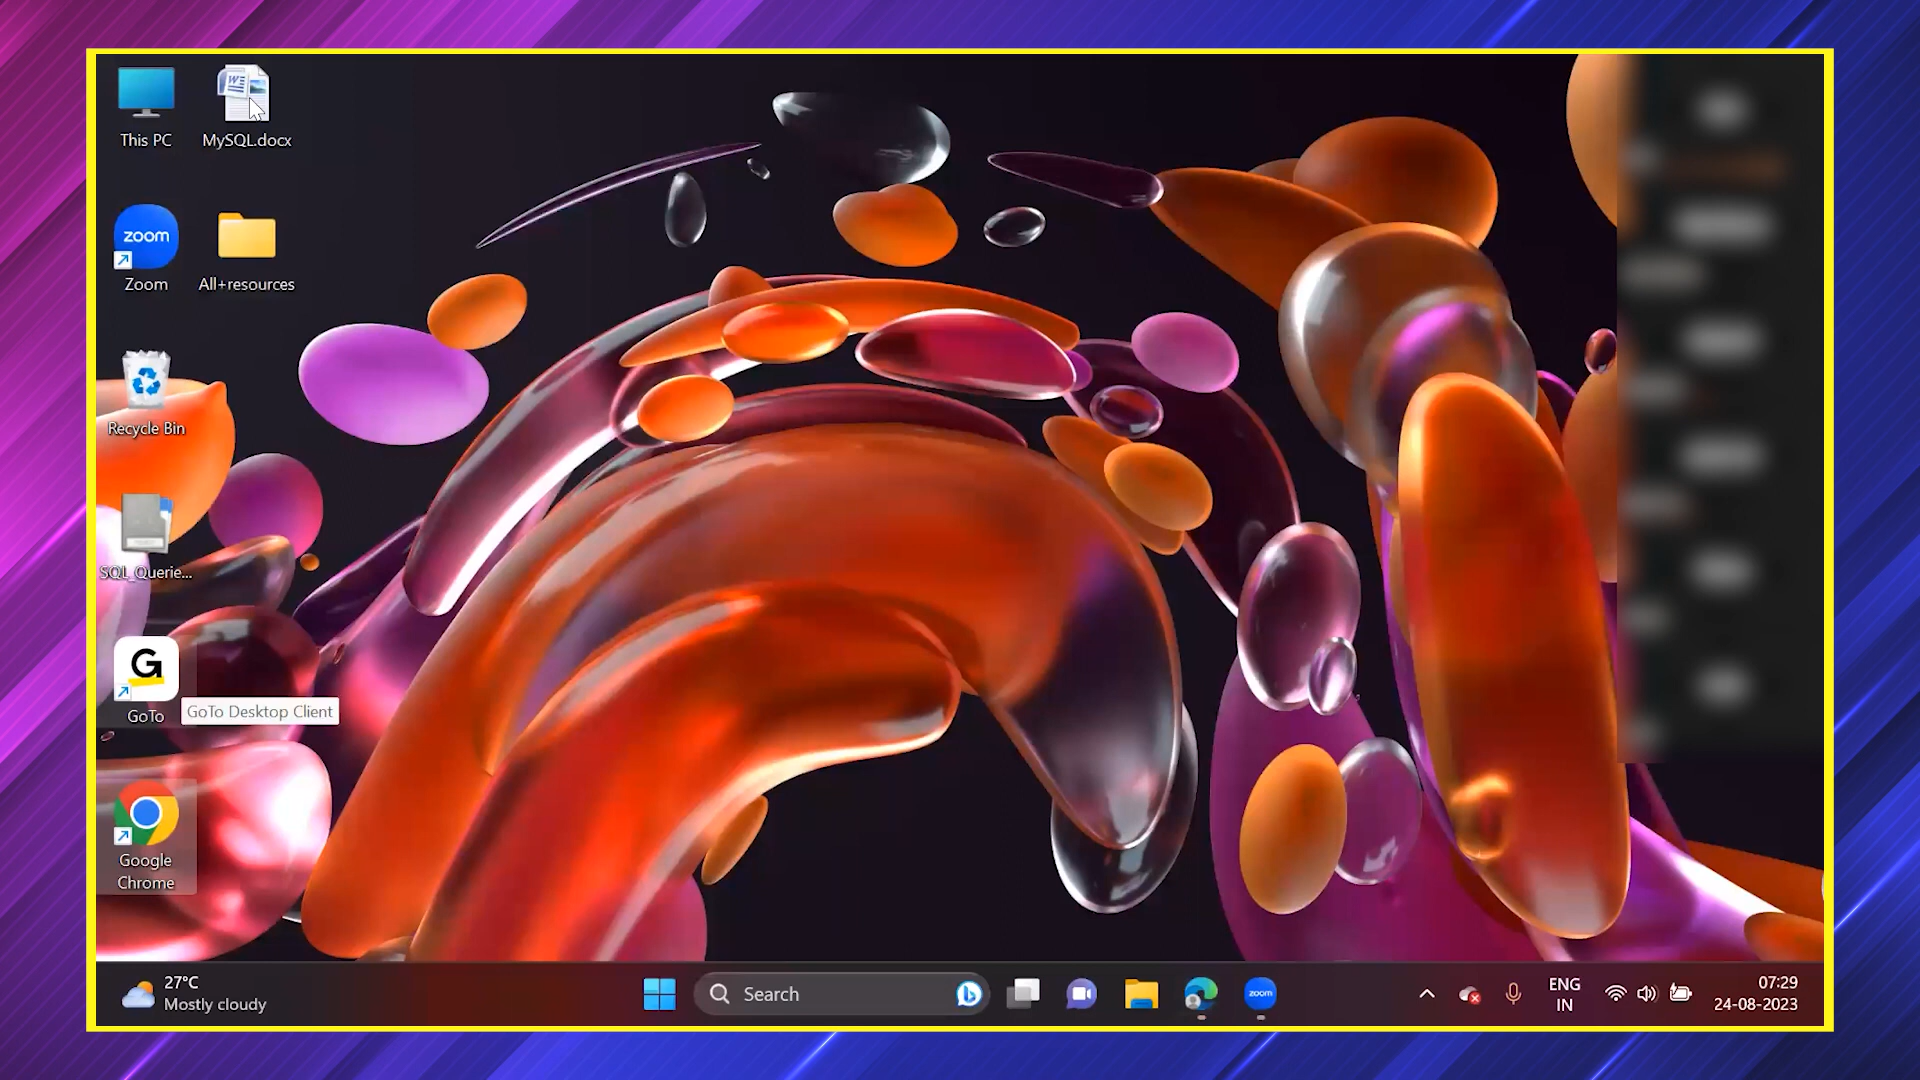 This PC
MySQL.docx
zoom
Zoom
All+resources
Recycle Bin
SQL_Querie...
G
GoTo
GoTo Desktop Client
Google
Chrome
27°C
Mostly cloudy
Search
zoom
ENG
IN
07:29
24-08-2023